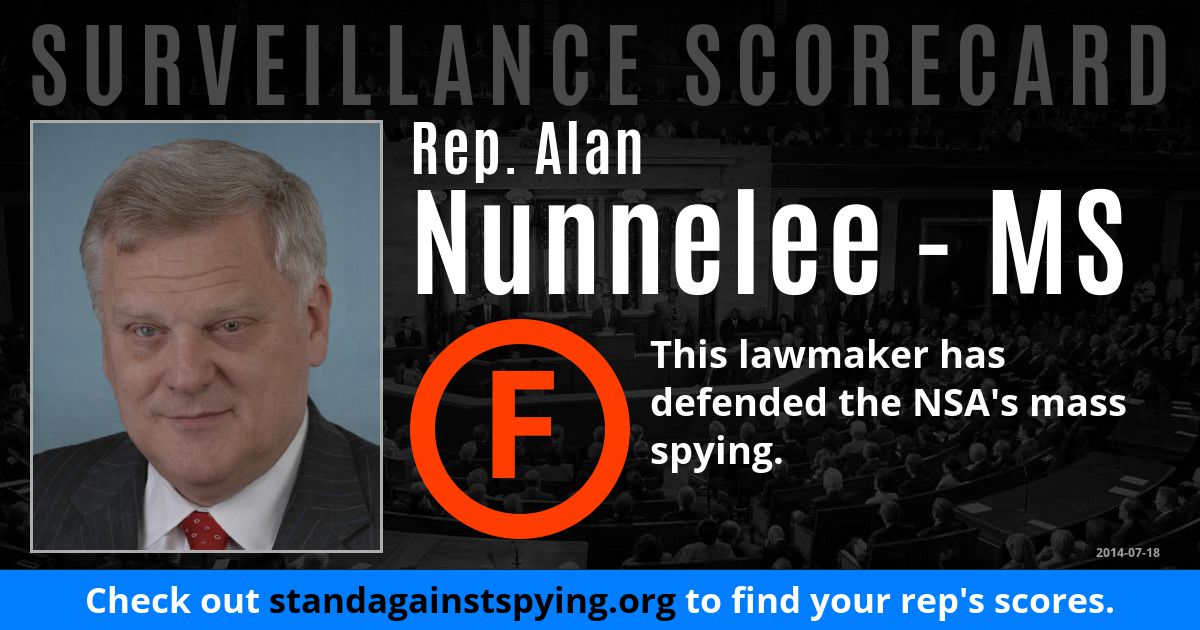 SURVEILLANCE SCORECARD
Rep. Alan
Nunnelee - MS
F
This lawmaker has
defended the NSA's mass
spying.
2014-07-18
Check out standagainstspying.org to find your rep's scores.